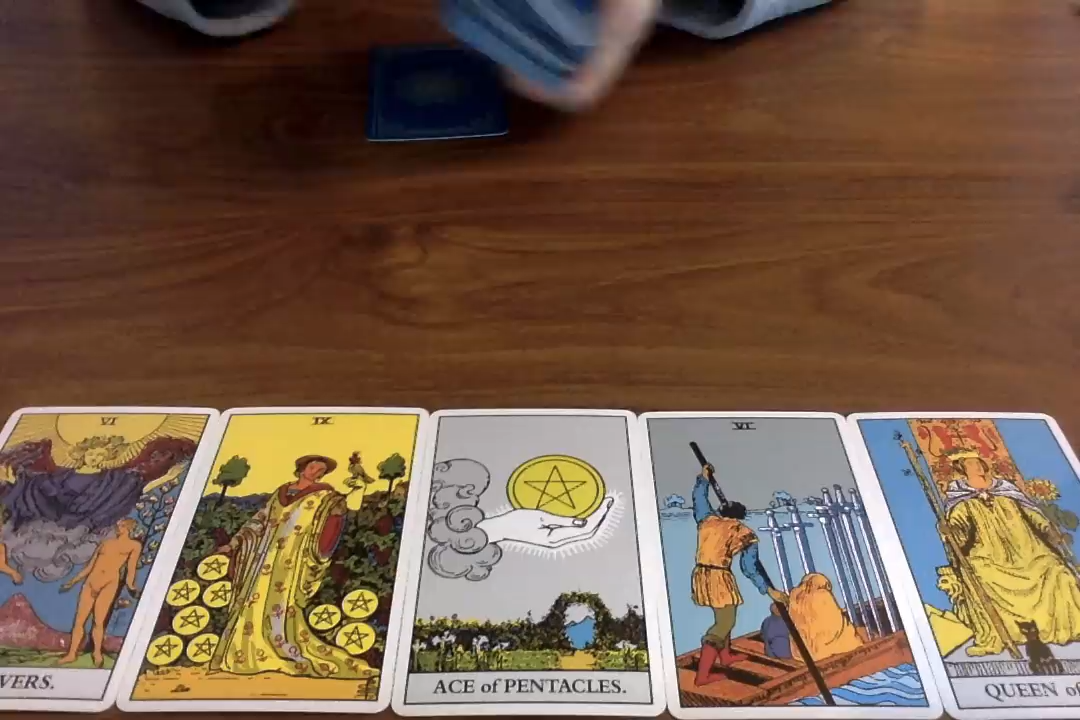 VI
IX
VI
VERS.
ACE of PENTACLES.
QUEEN of